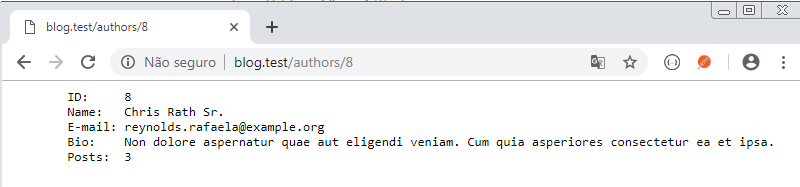 blog.test/authors/8
Não seguro blog.test/authors/8
ID: 8
Name: Chris Rath Sr.
E-mail: reynolds.rafaela@example.org
Bio: Non dolore aspernatur quae aut eligendi veniam. Cum quia asperiores consectetur ea et ipsa.
Posts: 3